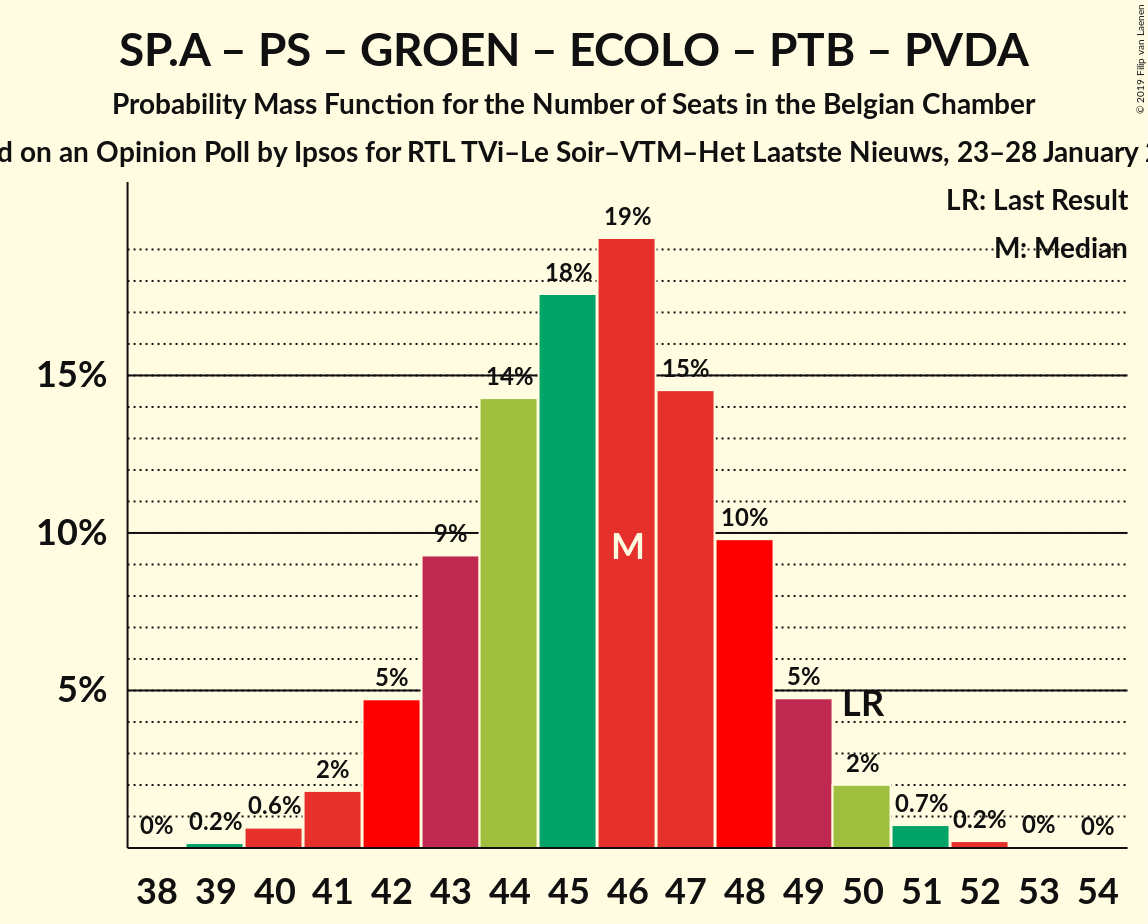 SP.A – PS – GROEN – ECOLO – PTB – PVDA
Probability Mass Function for the Number of Seats in the Belgian Chamber
on an Opinion Poll by Ipsos for RTL TVi–Le Soir–VTM–Het Laatste Nieuws, 23–28 January
© 2019 Filip van Laenen
LR: Last Result
M: Median
19%
18%
15%
14%
15%
10%
9%
10%
M
5%
5%
5%
LR
2%
2%
0.6%
0.7%
0% 0.2%
0.2% 0% 0%
38 39 40 41 42 43 44 45 46 47 48 49 50 51 52 53 54